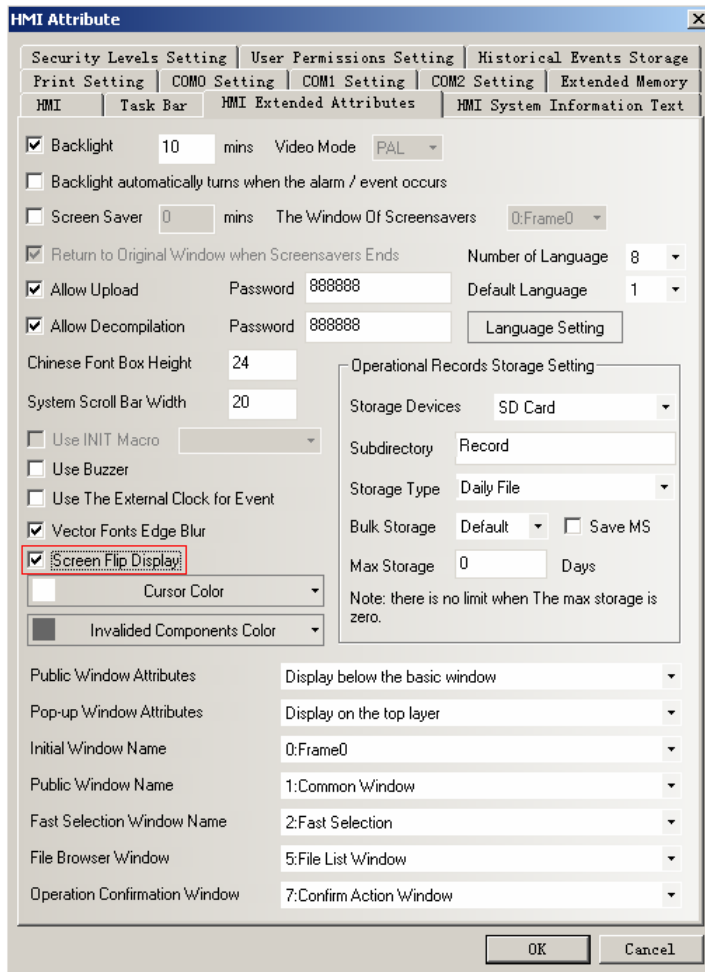 HMI Attribute
Security Levels Setting User Permissions Setting Historical Events Storage
Print Setting COM0 Setting COM1 Setting COM2 Setting Extended Memory
HMI Task Bar HMI Extended Attributes HMI System Information Text
Backlight 10 mins Video Mode PAL
Backlight automatically turns when the alarm / event occurs
Screen Saver 0 mins The Window Of Screensavers 0:Frame0
Return to Original Window when Screensavers Ends Number of Language 8
Allow Upload Password 888888 Default Language 1
Allow Decompilation Password 888888 Language Setting
Chinese Font Box Height 24
System Scroll Bar Width 20
Use INIT Macro
Use Buzzer
Use The External Clock for Event
Vector Fonts Edge Blur
Screen Flip Display
Cursor Color
Invalided Components Color
Operational Records Storage Setting
Storage Devices SD Card
Subdirectory Record
Storage Type Daily File
Bulk Storage Default Save MS
Max Storage 0 Days
Note: there is no limit when The max storage is
zero.
Public Window Attributes Display below the basic window
Pop-up Window Attributes Display on the top layer
Initial Window Name 0:Frame0
Public Window Name 1:Common Window
Fast Selection Window Name 2:Fast Selection
File Browser Window 5:File List Window
Operation Confirmation Window 7:Confirm Action Window
OK Cancel